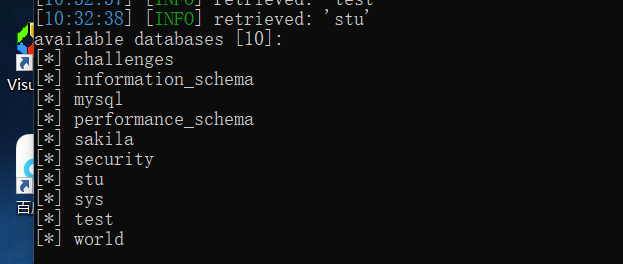 [10:32:37] [INFO] retrieved: 'test'
[10:32:38] [INFO] retrieved: 'stu'
available databases [10]:
[*] challenges
[*] information_schema
[*] mysql
[*] performance_schema
[*] sakila
[*] security
[*] stu
[*] sys
[*] test
[*] world
Visu